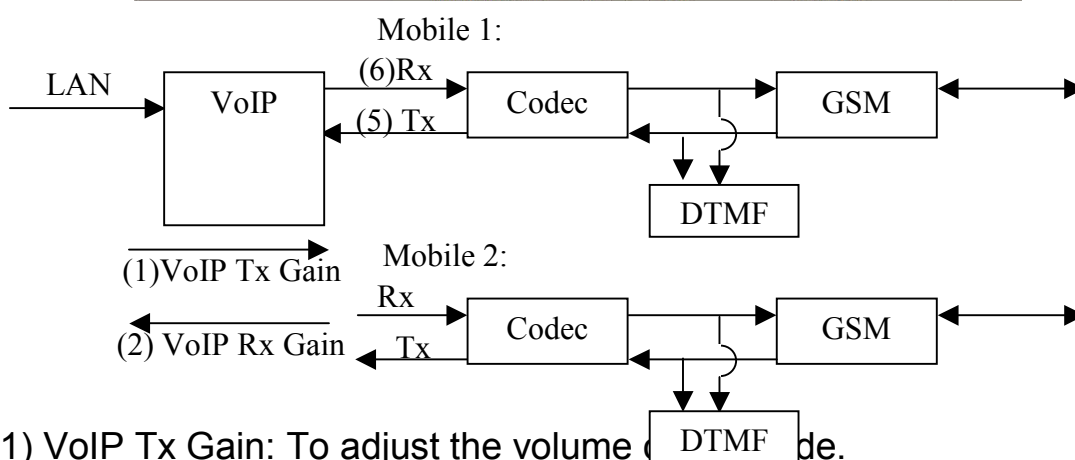 Mobile 1:
LAN
VoIP
(6)Rx
(5) Tx
Codec
GSM
DTMF
(1)VoIP Tx Gain
(2) VoIP Rx Gain
Mobile 2:
Rx
Tx
Codec
GSM
DTMF
1) VoIP Tx Gain: To adjust the volume